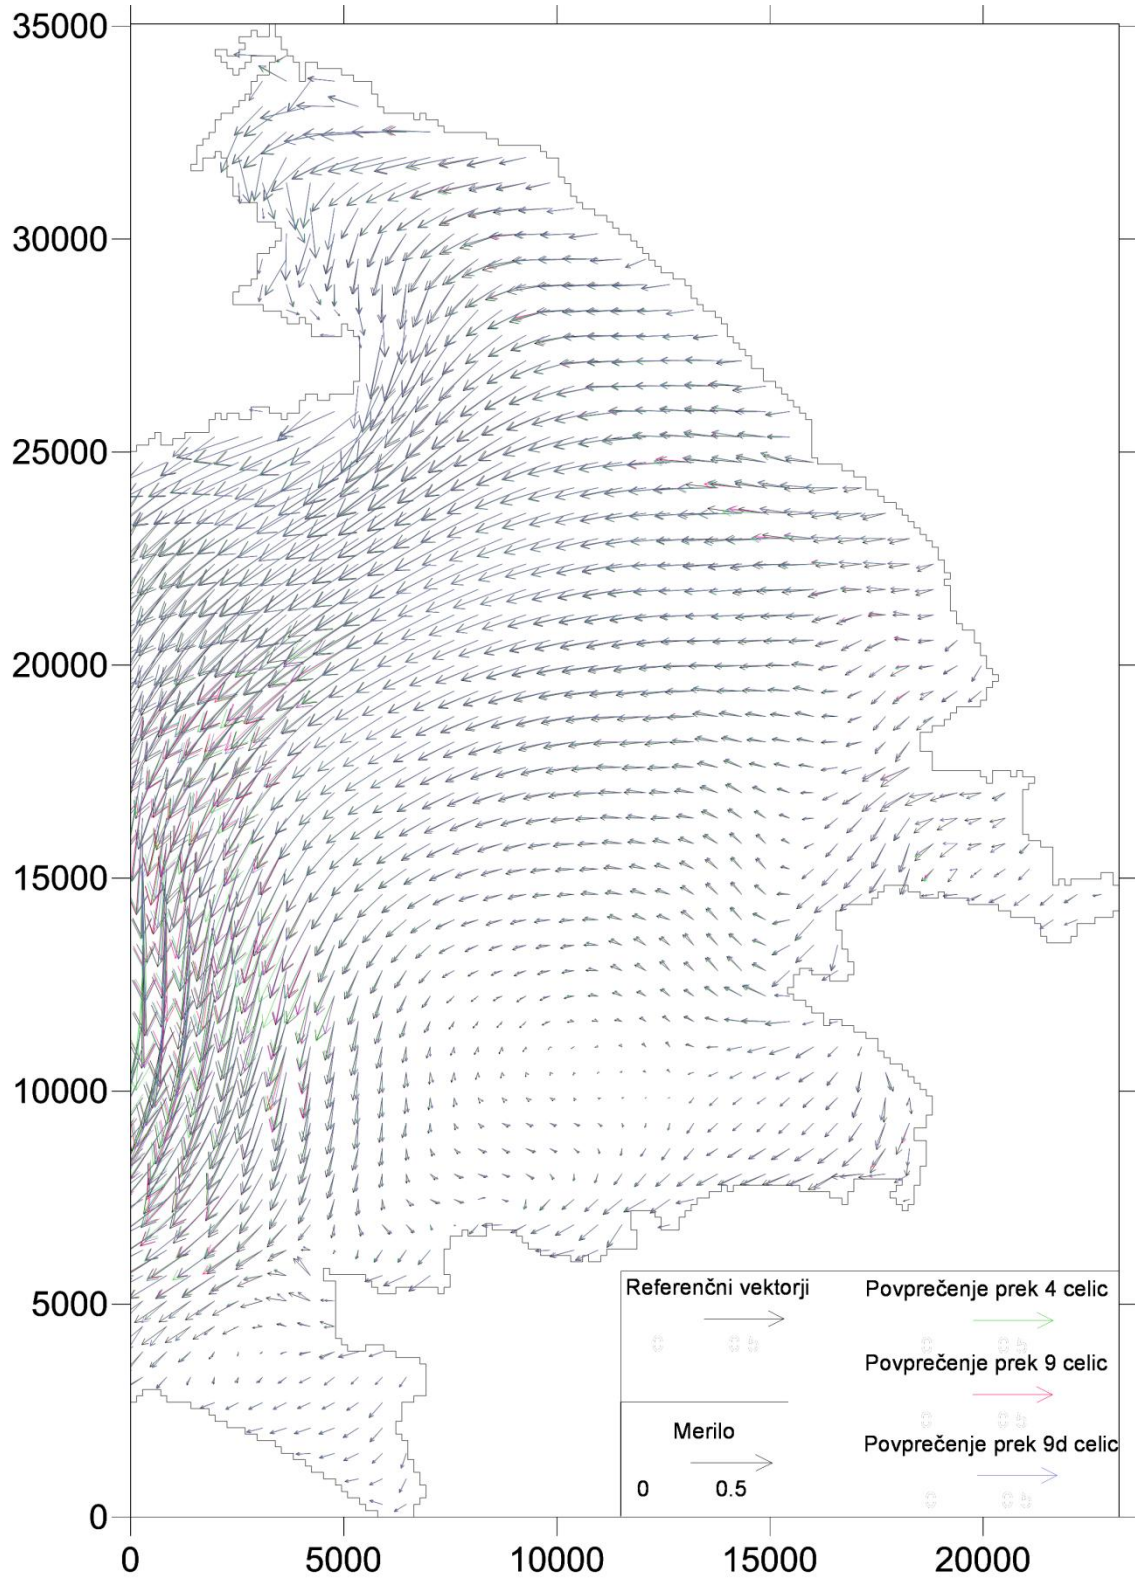 35000
30000
25000
20000
15000
10000
5000
0
0 5000 10000 15000 20000
Referenčni vektorji
Povprečenje prek 4 celic
Povprečenje prek 9 celic
Merilo
Povprečenje prek 9d celic
0 0.5